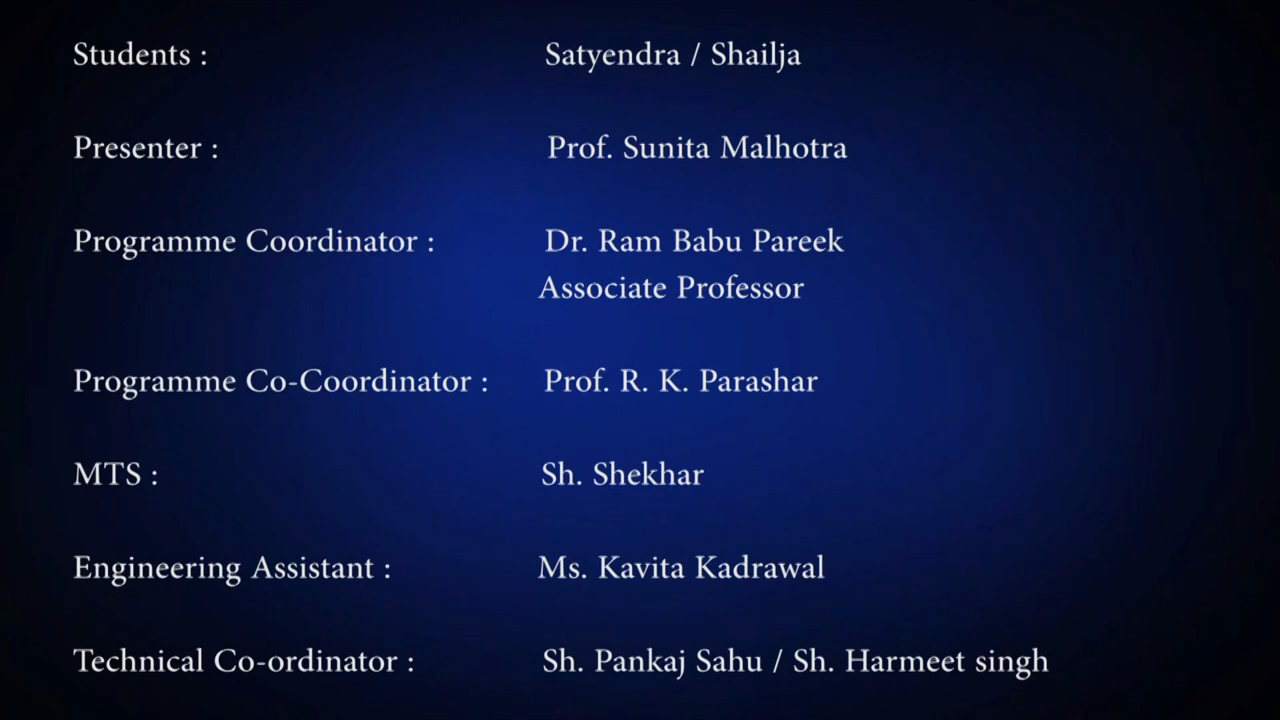 Students : Satyendra / Shailja
Presenter : Prof. Sunita Malhotra
Programme Coordinator : Dr. Ram Babu Pareek
Associate Professor
Programme Co-Coordinator : Prof. R. K. Parashar
MTS : Sh. Shekhar
Engineering Assistant : Ms. Kavita Kadrawal
Technical Co-ordinator : Sh. Pankaj Sahu / Sh. Harmeet singh